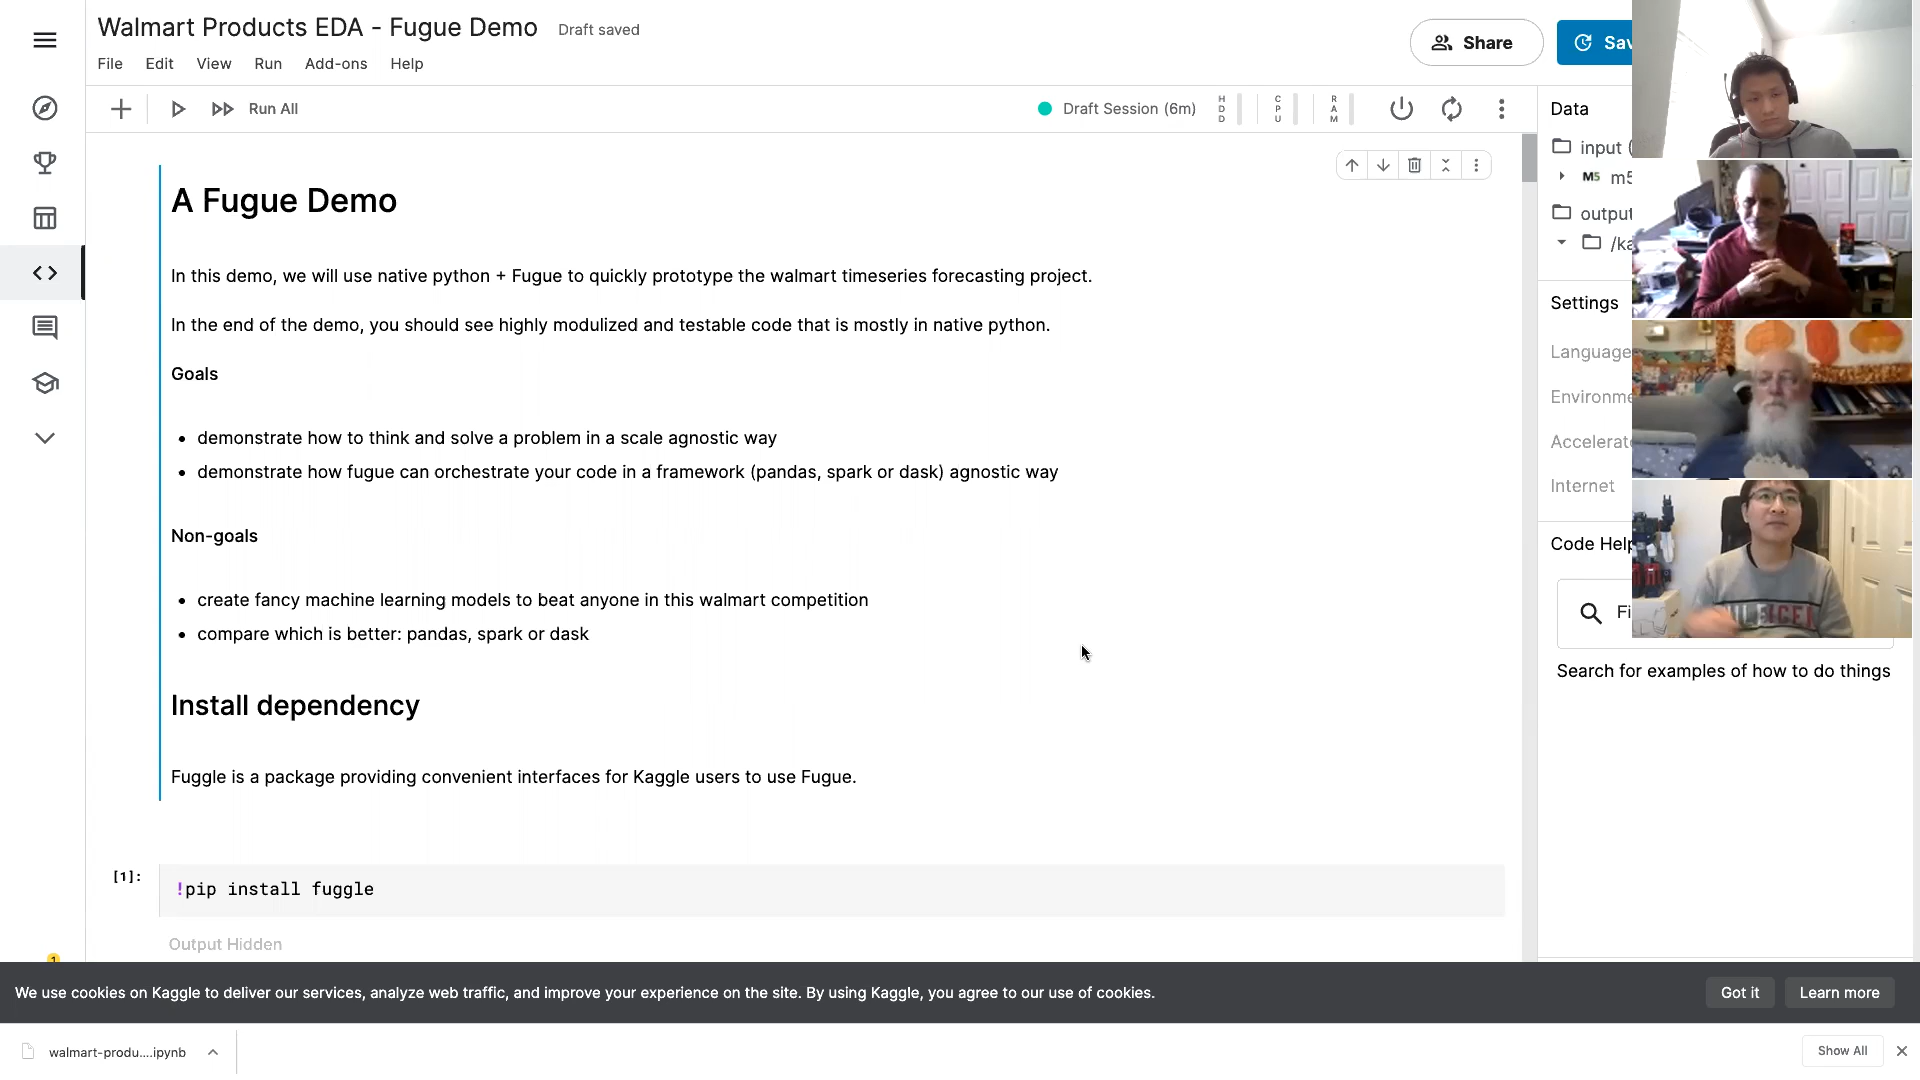 Walmart Products EDA - Fugue Demo
Draft saved
Share
Sav
File
Edit
View
Run
Add-ons
Help
Run All
Draft Session (6m)
HDD
CPU
RAM
Data
input (
M5
m5
output
/ka
A Fugue Demo
In this demo, we will use native python + Fugue to quickly prototype the walmart timeseries forecasting project.
In the end of the demo, you should see highly modulized and testable code that is mostly in native python.
Goals
• demonstrate how to think and solve a problem in a scale agnostic way
• demonstrate how fugue can orchestrate your code in a framework (pandas, spark or dask) agnostic way
Non-goals
• create fancy machine learning models to beat anyone in this walmart competition
• compare which is better: pandas, spark or dask
Install dependency
Fuggle is a package providing convenient interfaces for Kaggle users to use Fugue.
[1]:
!pip install fuggle
Output Hidden
Settings
Language
Environme
Accelerat
Internet
Code Help
Fi
Search for examples of how to do things
1
We use cookies on Kaggle to deliver our services, analyze web traffic, and improve your experience on the site. By using Kaggle, you agree to our use of cookies.
Got it
Learn more
walmart-produ....ipynb
Show All